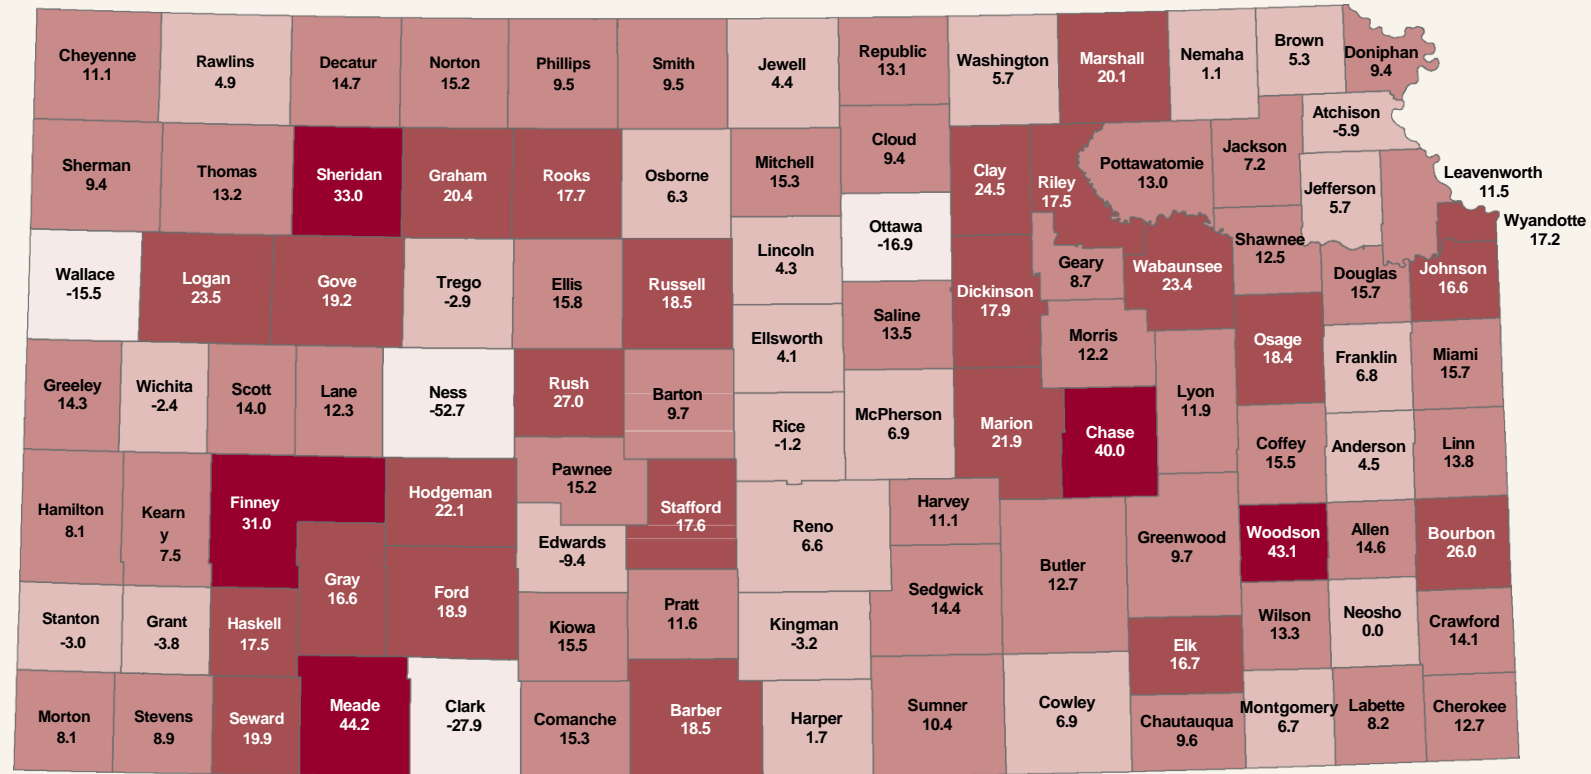 Cheyenne
11.1
Rawlins
4.9
Decatur
14.7
Norton
15.2
Phillips
9.5
Smith
9.5
Jewell
4.4
Republic
13.1
Washington
5.7
Marshall
20.1
Nemaha
1.1
Brown
5.3
Doniphan
9.4
Atchison
-5.9
Sherman
9.4
Thomas
13.2
Sheridan
33.0
Graham
20.4
Rooks
17.7
Osborne
6.3
Mitchell
15.3
Cloud
9.4
Clay
24.5
Riley
17.5
Pottawatomie
13.0
Jackson
7.2
Jefferson
5.7
Leavenworth
11.5
Wyandotte
17.2
Wallace
-15.5
Logan
23.5
Gove
19.2
Trego
-2.9
Ellis
15.8
Russell
18.5
Lincoln
4.3
Ottawa
-16.9
Saline
13.5
Dickinson
17.9
Geary
8.7
Wabaunsee
23.4
Shawnee
12.5
Douglas
15.7
Johnson
16.6
Greeley
14.3
Wichita
-2.4
Scott
14.0
Lane
12.3
Ness
-52.7
Rush
27.0
Barton
9.7
Ellsworth
4.1
Rice
-1.2
McPherson
6.9
Marion
21.9
Morris
12.2
Chase
40.0
Lyon
11.9
Osage
18.4
Franklin
6.8
Miami
15.7
Coffey
15.5
Anderson
4.5
Linn
13.8
Hamilton
8.1
Kearn
y
7.5
Finney
31.0
Hodgeman
22.1
Pawnee
15.2
Stafford
17.6
Edwards
-9.4
Reno
6.6
Harvey
11.1
Butler
12.7
Greenwood
9.7
Woodson
43.1
Allen
14.6
Bourbon
26.0
Stanton
-3.0
Grant
-3.8
Haskell
17.5
Gray
16.6
Ford
18.9
Kiowa
15.5
Pratt
11.6
Kingman
-3.2
Sedgwick
14.4
Elk
16.7
Wilson
13.3
Neosho
0.0
Crawford
14.1
Morton
8.1
Stevens
8.9
Seward
19.9
Meade
44.2
Clark
-27.9
Comanche
15.3
Barber
18.5
Harper
1.7
Sumner
10.4
Cowley
6.9
Chautauqua
9.6
Montgomery
6.7
Labette
8.2
Cherokee
12.7